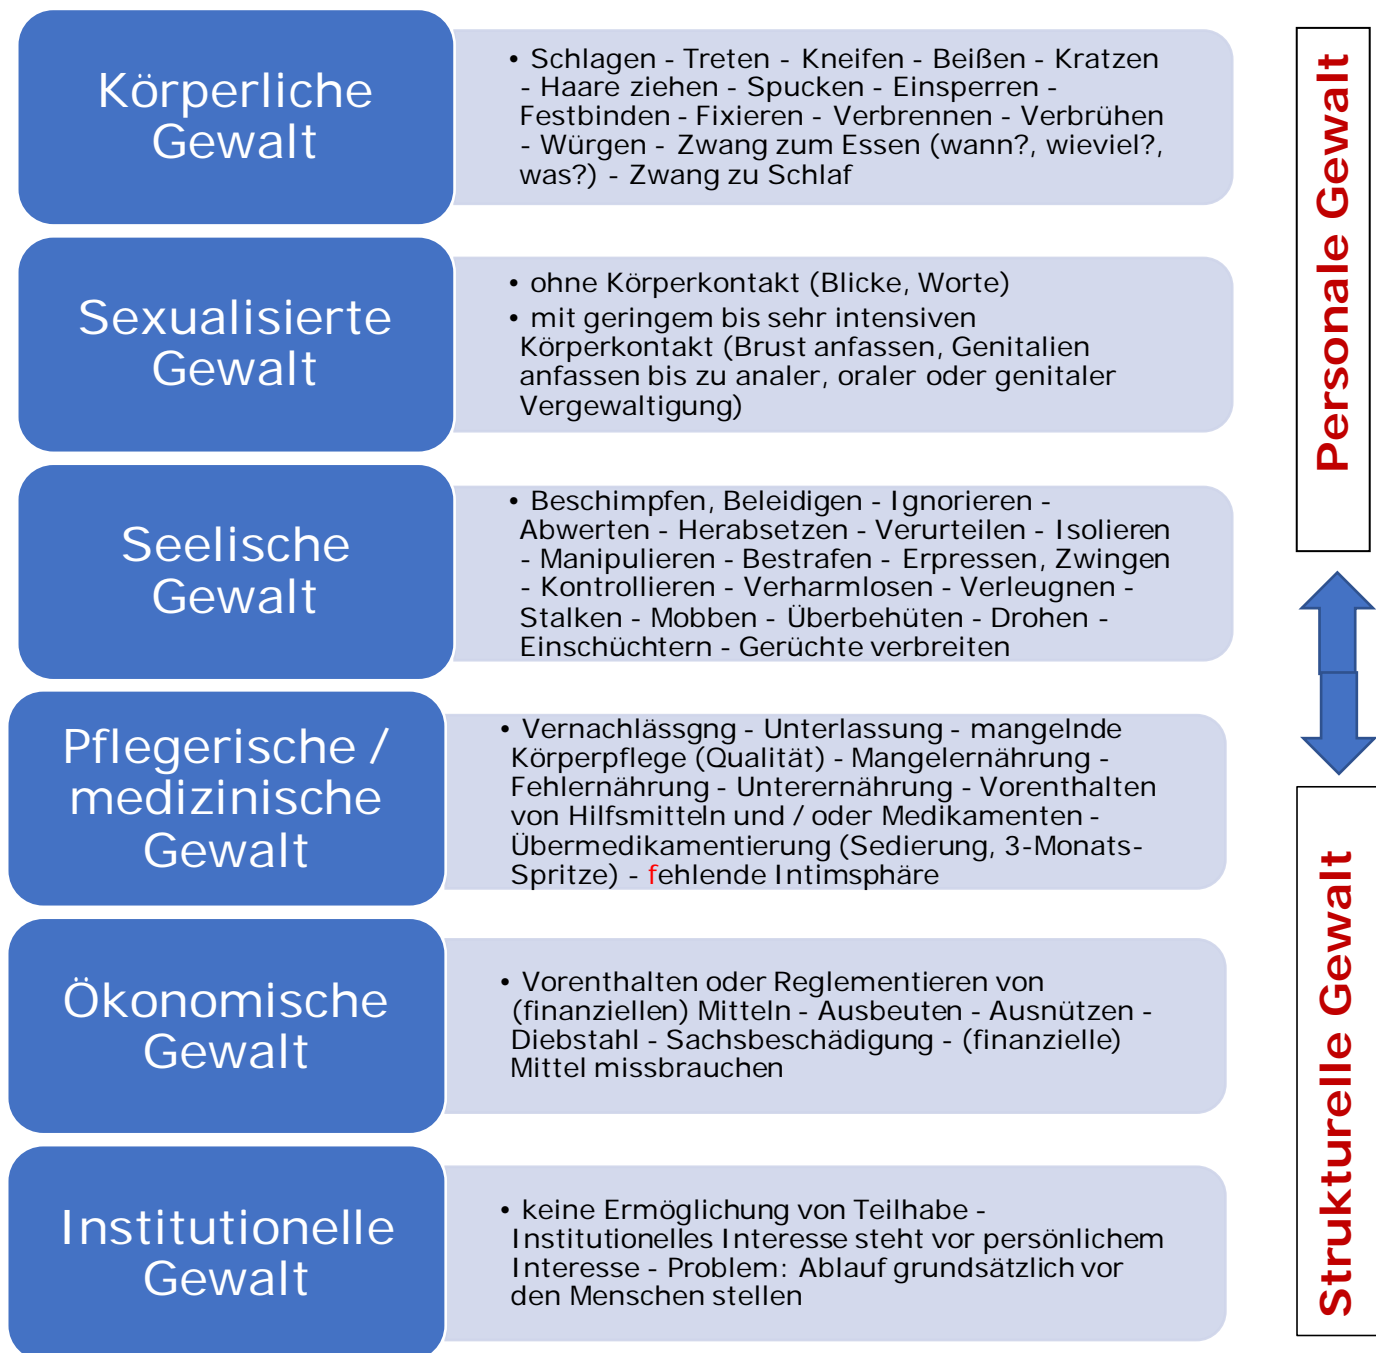 Körperliche
Gewalt
• Schlagen - Treten - Kneifen - Beißen - Kratzen
- Haare ziehen - Spucken - Einsperren -
Festbinden - Fixieren - Verbrennen - Verbrühen
- Würgen - Zwang zum Essen (wann?, wieviel?,
was?) - Zwang zu Schlaf
Sexualisierte
Gewalt
• ohne Körperkontakt (Blicke, Worte)
• mit geringem bis sehr intensiven
Körperkontakt (Brust anfassen, Genitalien
anfassen bis zu analer, oraler oder genitaler
Vergewaltigung)
Seelische
Gewalt
• Beschimpfen, Beleidigen - Ignorieren -
Abwerten - Herabsetzen - Verurteilen - Isolieren
- Manipulieren - Bestrafen - Erpressen, Zwingen
- Kontrollieren - Verharmlosen - Verleugnen -
Stalken - Mobben - Überbehüten - Drohen -
Einschüchtern - Gerüchte verbreiten
Pflegerische /
medizinische
Gewalt
• Vernachlässgng - Unterlassung - mangelnde
Körperpflege (Qualität) - Mangelernährung -
Fehlernährung - Unterernährung - Vorenthalten
von Hilfsmitteln und / oder Medikamenten -
Übermedikamentierung (Sedierung, 3-Monats-
Spritze) - fehlende Intimsphäre
Ökonomische
Gewalt
• Vorenthalten oder Reglementieren von
(finanziellen) Mitteln - Ausbeuten - Ausnützen -
Diebstahl - Sachsbeschädigung - (finanzielle)
Mittel missbrauchen
Institutionelle
Gewalt
• keine Ermöglichung von Teilhabe -
Institutionelles Interesse steht vor persönlichem
Interesse - Problem: Ablauf grundsätzlich vor
den Menschen stellen
Personale Gewalt
Strukturelle Gewalt